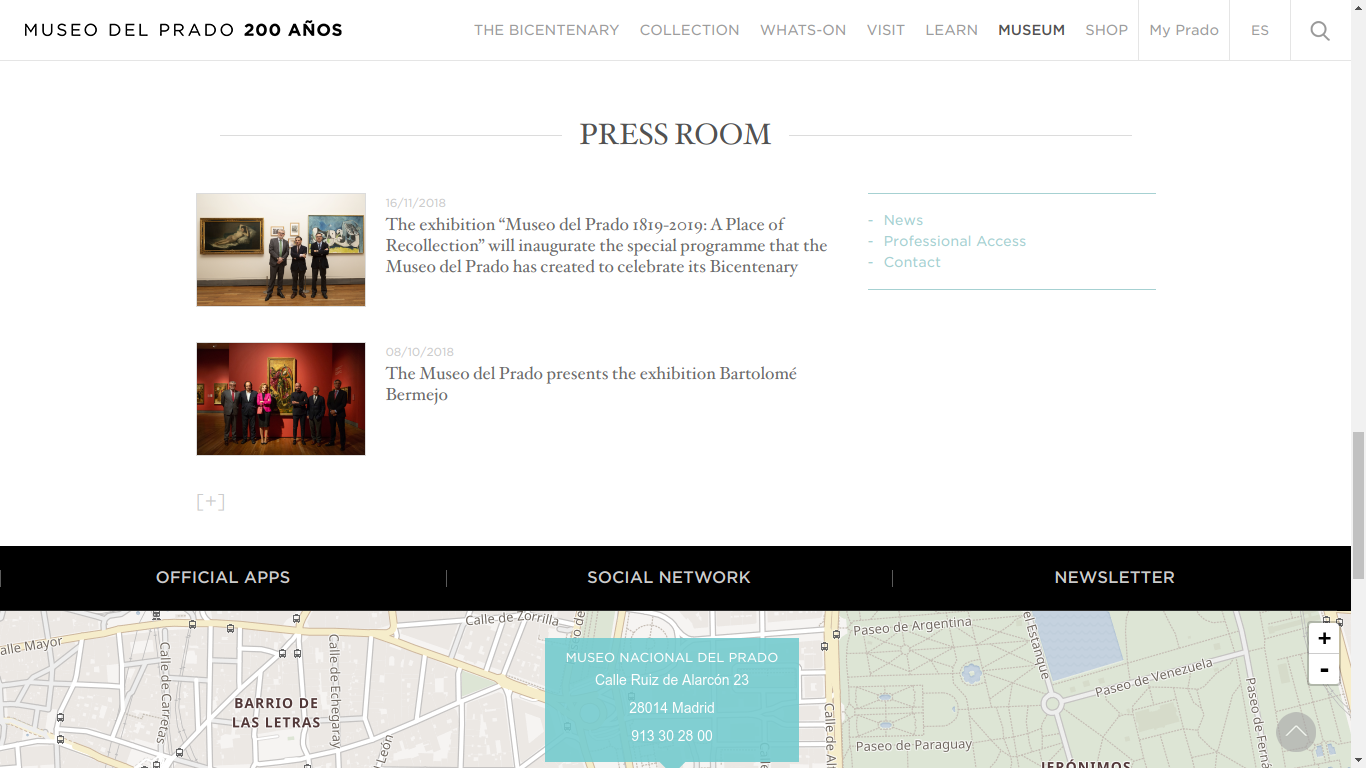 MUSEO DEL PRADO 200 AÑOS
THE BICENTENARY COLLECTION WHATS-ON VISIT LEARN MUSEUM SHOP My Prado ES
PRESS ROOM
16/11/2018
The exhibition “Museo del Prado 1819-2019: A Place of
Recollection” will inaugurate the special programme that the
Museo del Prado has created to celebrate its Bicentenary
- News
- Professional Access
- Contact
08/10/2018
The Museo del Prado presents the exhibition Bartolomé
Bermejo
[+]
OFFICIAL APPS
SOCIAL NETWORK
NEWSLETTER
MUSEO NACIONAL DEL PRADO
Calle Ruiz de Alarcón 23
28014 Madrid
913 30 28 00
alle Mayor
Calle de Cervantes
Calle de Echegaray
Calle de Zorrilla
BARRIO DE
LAS LETRAS
León
Calle de Al
Paseo de Argentina
el Estanque
Paseo de Venezuela
Paseo de Paraguay
Paseo de Ferná
JERÓNIMOS
+
-